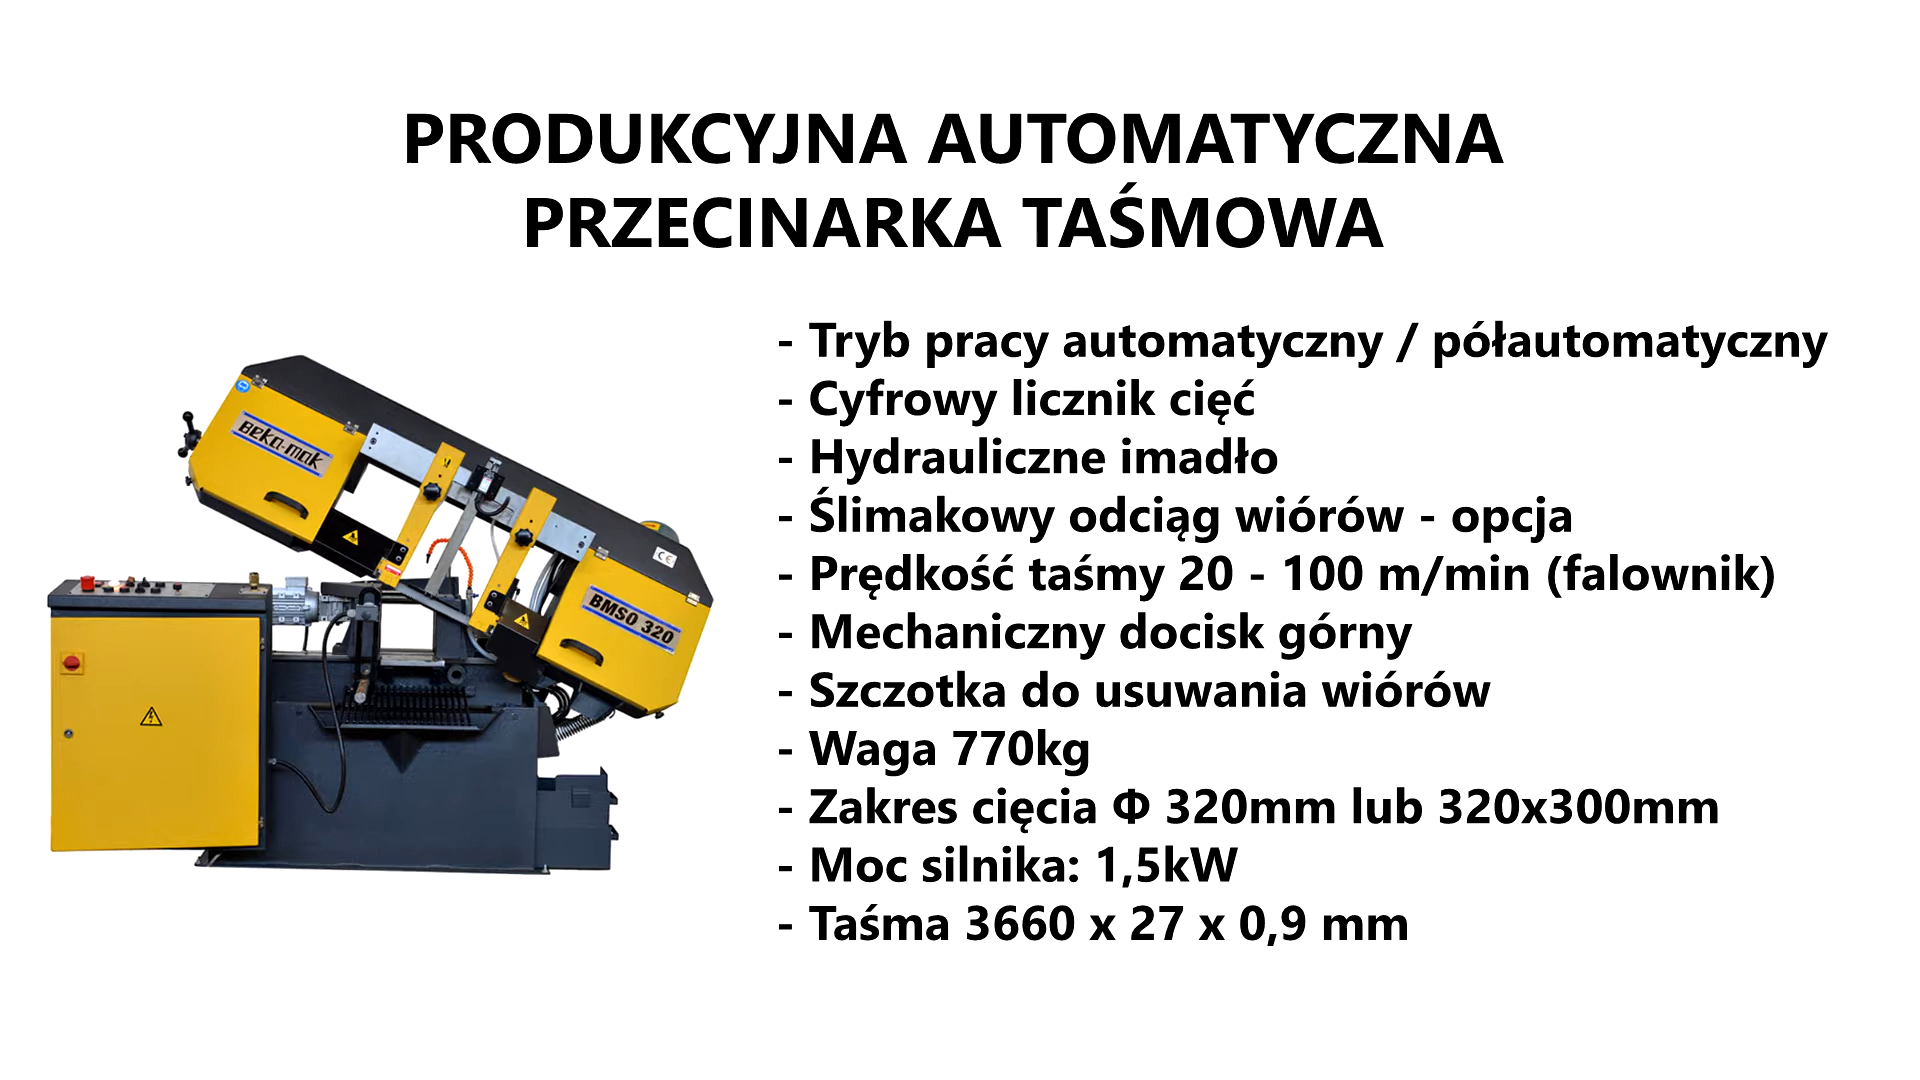 PRODUKCYJNA AUTOMATYCZNA
PRZECINARKA TAŚMOWA
- Tryb pracy automatyczny / półautomatyczny
- Cyfrowy licznik cięć
- Hydrauliczne imadło
- Ślimakowy odciąg wiórów - opcja
- Prędkość taśmy 20 - 100 m/min (falownik)
- Mechaniczny docisk górny
- Szczotka do usuwania wiórów
- Waga 770kg
- Zakres cięcia Φ 320mm lub 320x300mm
- Moc silnika: 1,5kW
- Taśma 3660 x 27 x 0,9 mm
Beka-mak
CE
BMSO 320